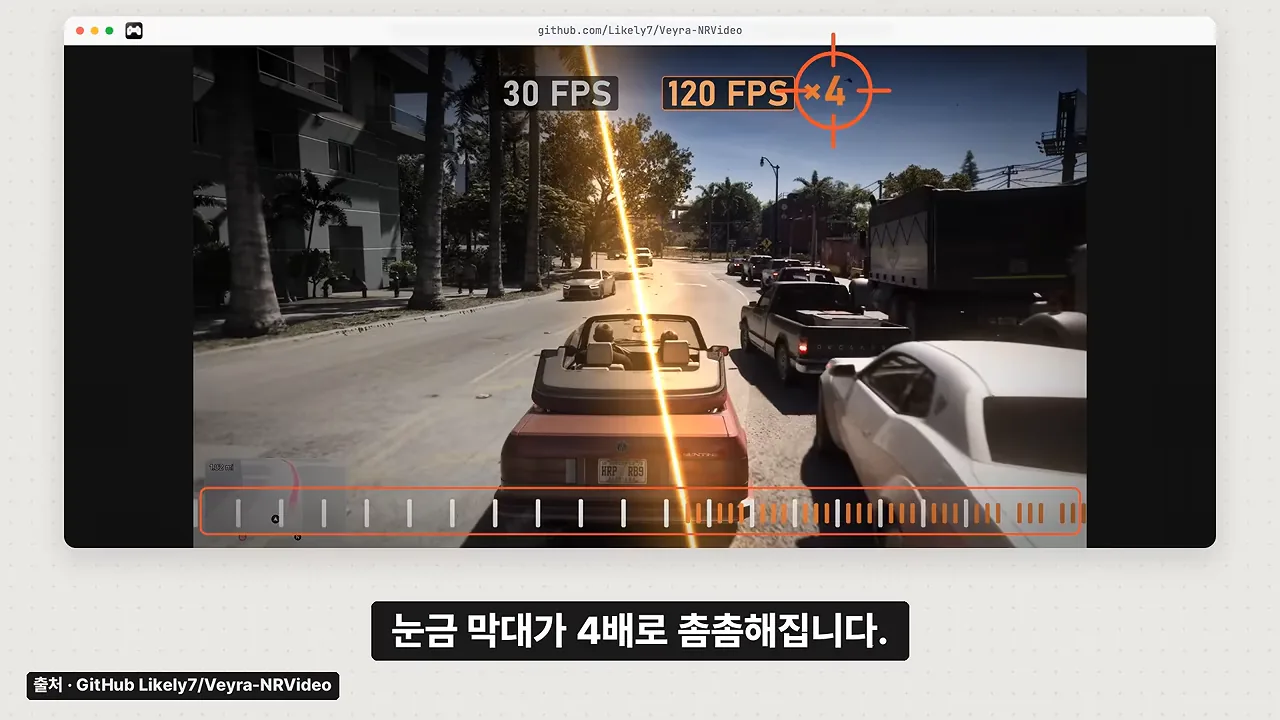 github.com/Likely7/Veyra-NRVideo
30 FPS
120 FPS ×4
HRP RB9
눈금 막대가 4배로 촘촘해집니다.
출처 · GitHub Likely7/Veyra-NRVideo